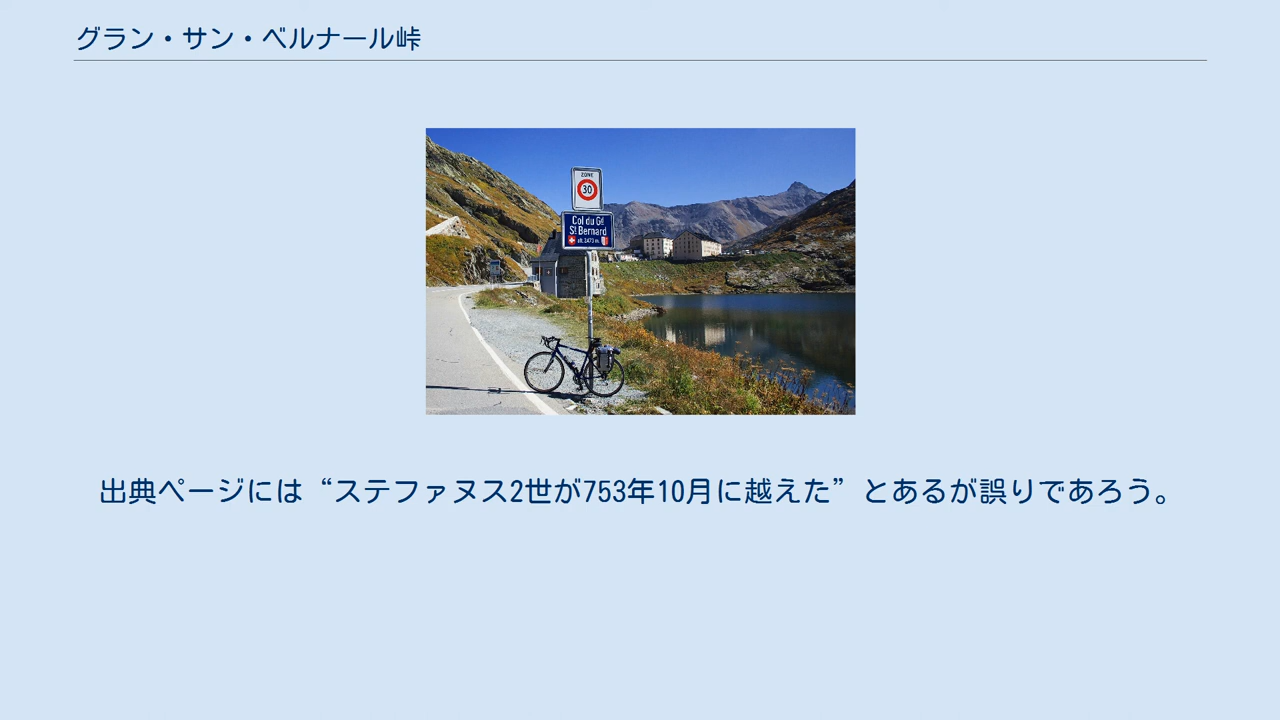 グラン・サン・ベルナール峠
ZONE
30
Col du Gd
St Bernard
alt. 2473 m.
出典ページには“ステファヌス2世が753年10月に越えた”とあるが誤りであろう。